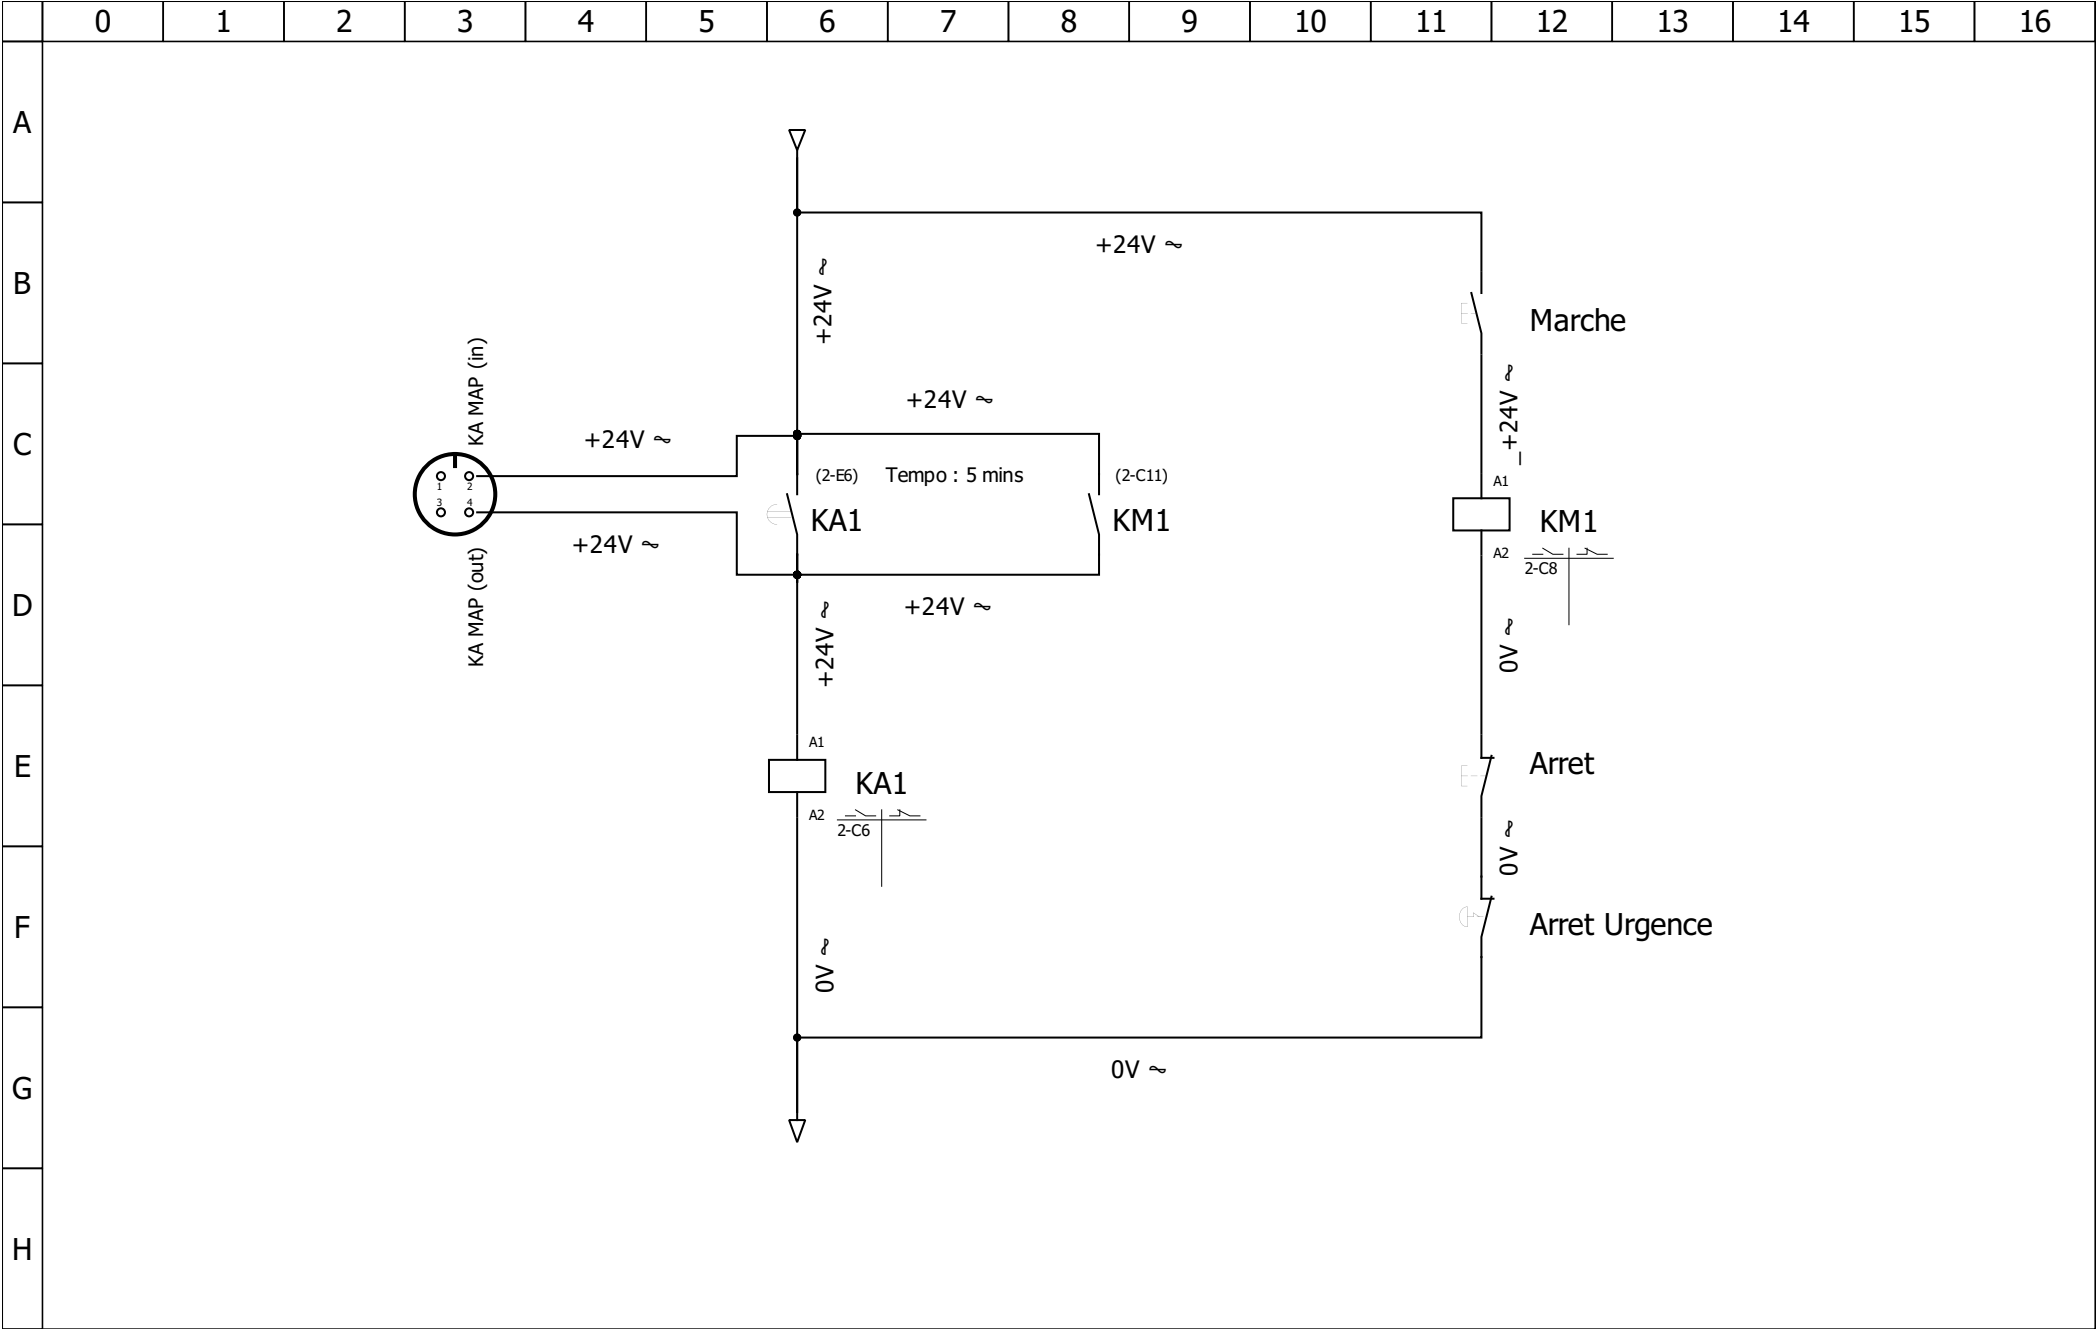 0 1 2 3 4 5 6 7 8 9 10 11 12 13 14 15 16
A
+24V ~
B
+24V ~
Marche
KA MAP (in)
+24V ~
+24V ~
_+24V ~
C
+24V ~
(2-E6) Tempo : 5 mins (2-C11)
A1
1 2
3 4
KA1
KM1
KM1
+24V ~
A2
2-C8
KA MAP (out)
D
+24V ~
+24V ~
0V ~
A1
E
Arret
KA1
A2
2-C6
0V ~
F
Arret Urgence
0V ~
0V ~
G
H